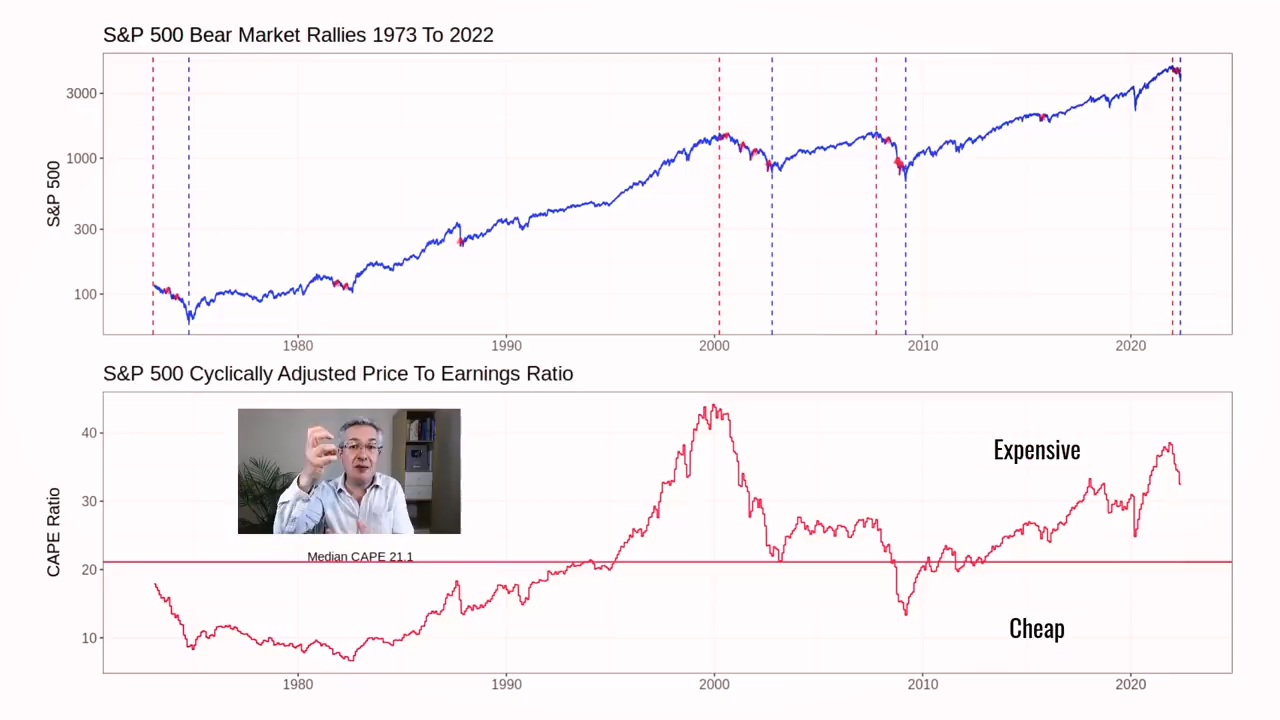 S&P 500 Bear Market Rallies 1973 To 2022
S&P 500
3000
1000
300
100
1980 1990 2000 2010 2020
S&P 500 Cyclically Adjusted Price To Earnings Ratio
CAPE Ratio
40
30
20
10
Expensive
Median CAPE 21.1
Cheap
1980 1990 2000 2010 2020